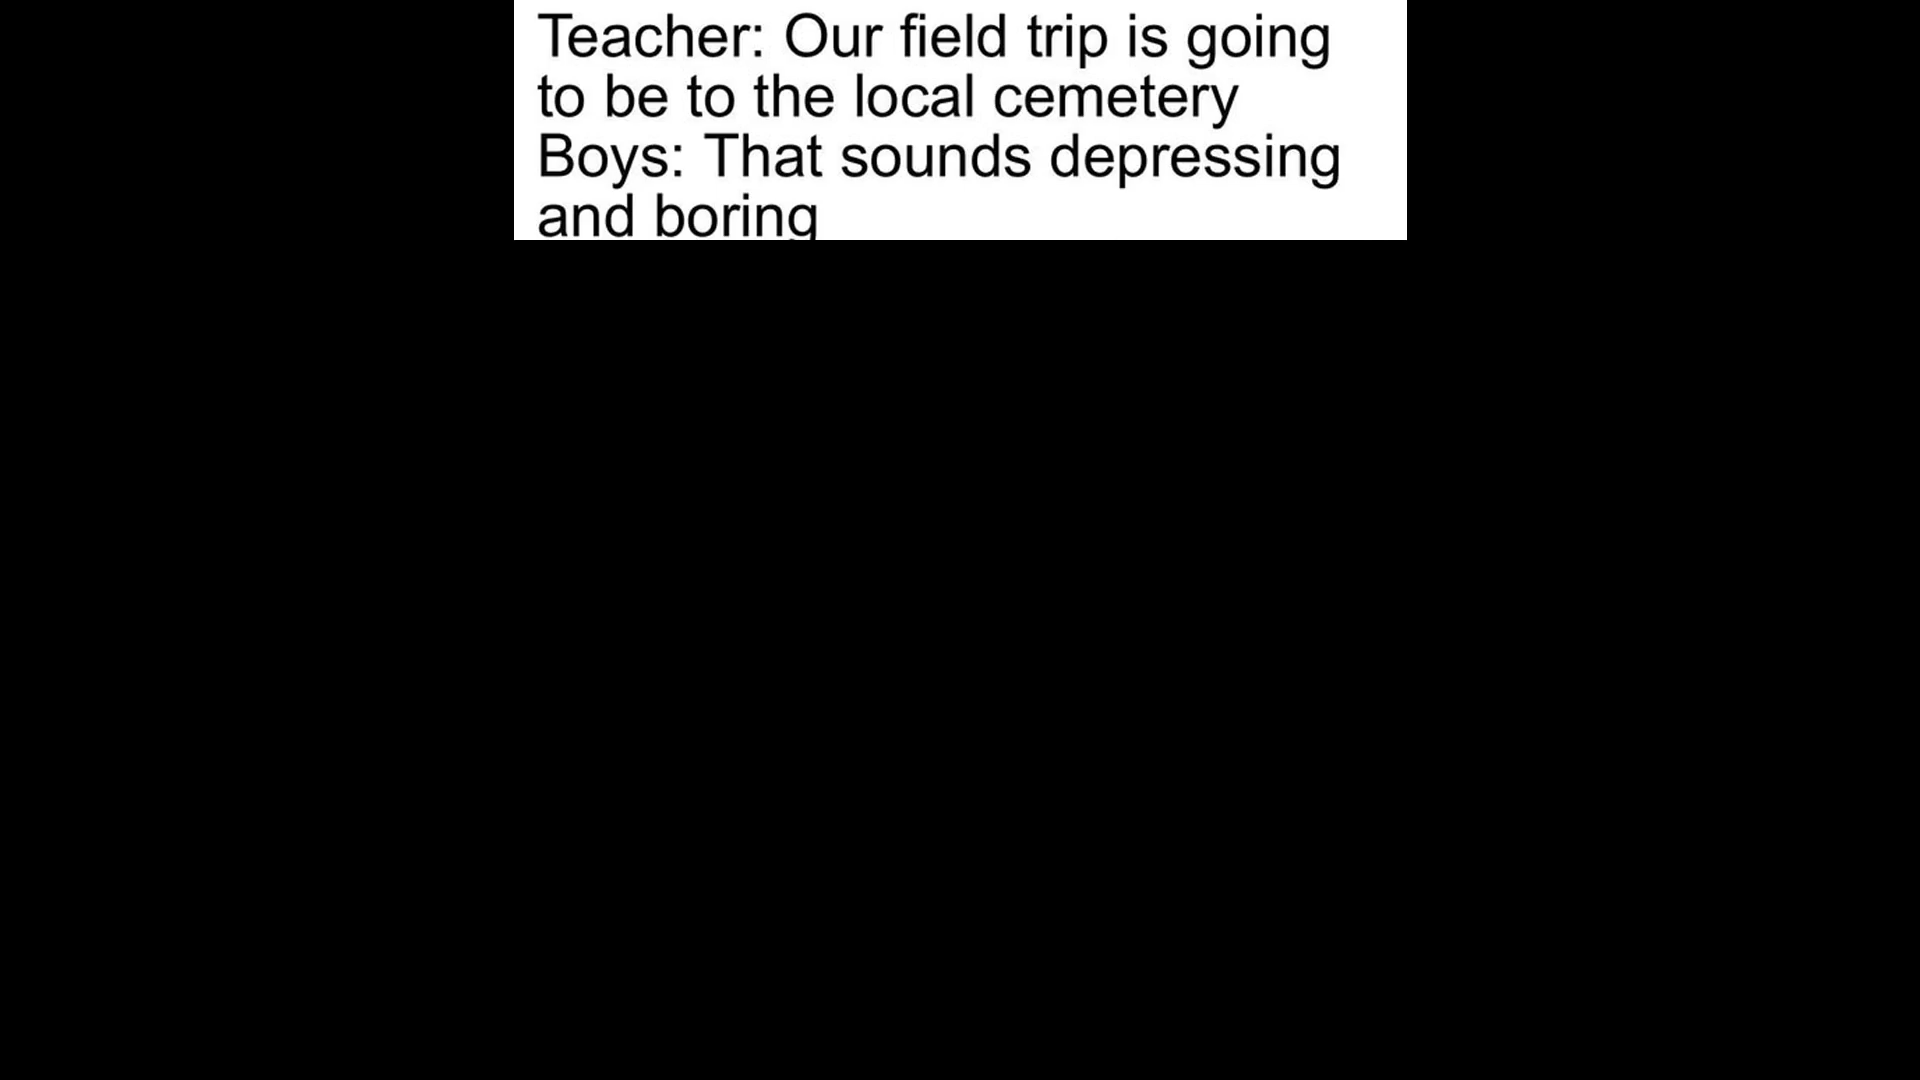 Teacher: Our field trip is going
to be to the local cemetery
Boys: That sounds depressing
and boring